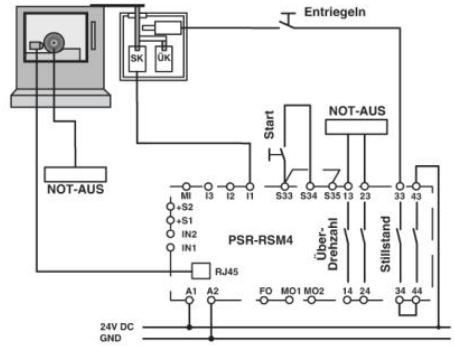 Entriegeln
SK ÜK
Start
NOT-AUS
NOT-AUS
MI I3 I2 I1 S33 S34 S35 13 23 33 43
+S2
+S1
IN2
IN1
PSR-RSM4
Über-
Drehzahl
Stillstand
RJ45
A1 A2 FO MO1 MO2 14 24 34 44
24V DC
GND